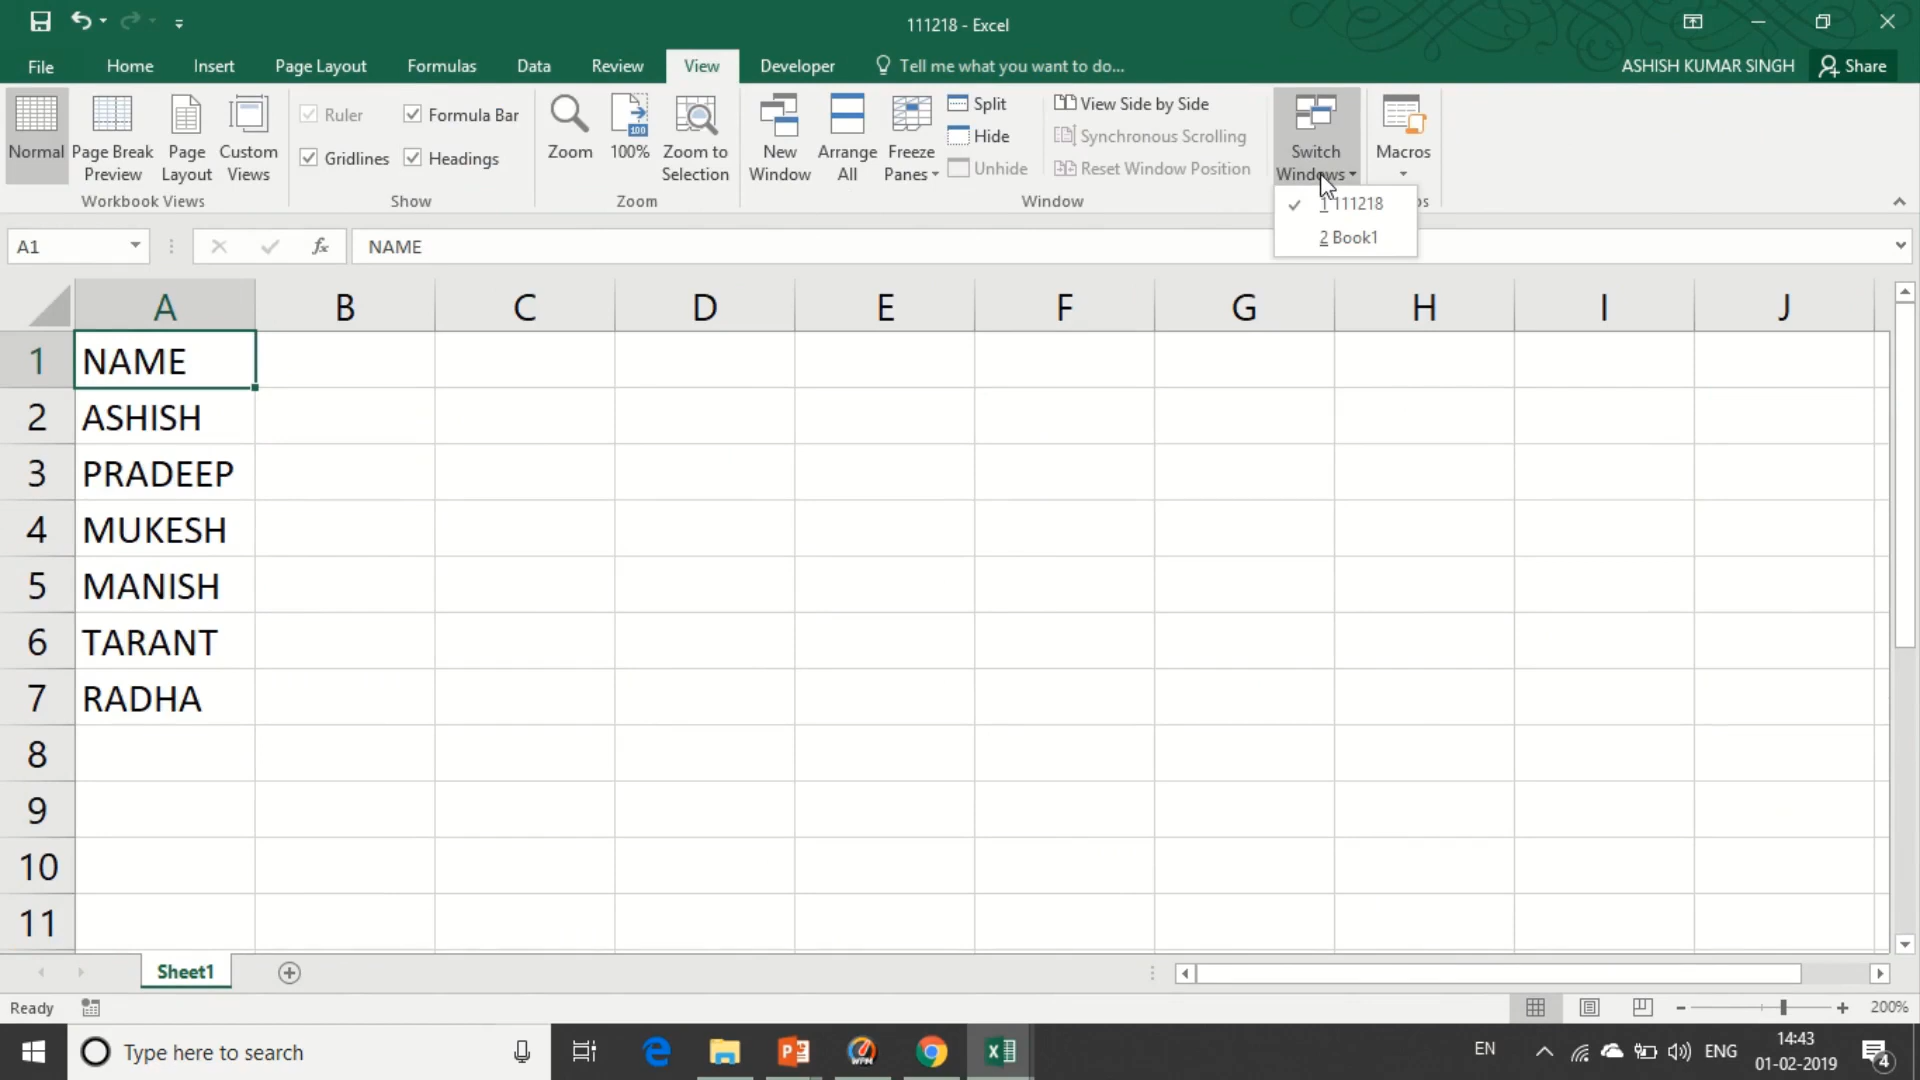 111218 - Excel
File Home Insert Page Layout Formulas Data Review View Developer Tell me what you want to do... ASHISH KUMAR SINGH Share
Normal
Page Break Preview
Page Layout
Custom Views
Workbook Views
Ruler
Formula Bar
Gridlines
Headings
Show
Zoom
100
100%
Zoom to Selection
Zoom
New Window
Arrange All
Freeze Panes
Split
Hide
Unhide
View Side by Side
Synchronous Scrolling
Reset Window Position
Window
Switch Windows
Macros
1 111218
2 Book1
A1
fx
NAME
A B C D E F G H I J
1 NAME
2 ASHISH
3 PRADEEP
4 MUKESH
5 MANISH
6 TARANT
7 RADHA
8
9
10
11
Sheet1
Ready
200%
Type here to search
EN
ENG
14:43
01-02-2019
4